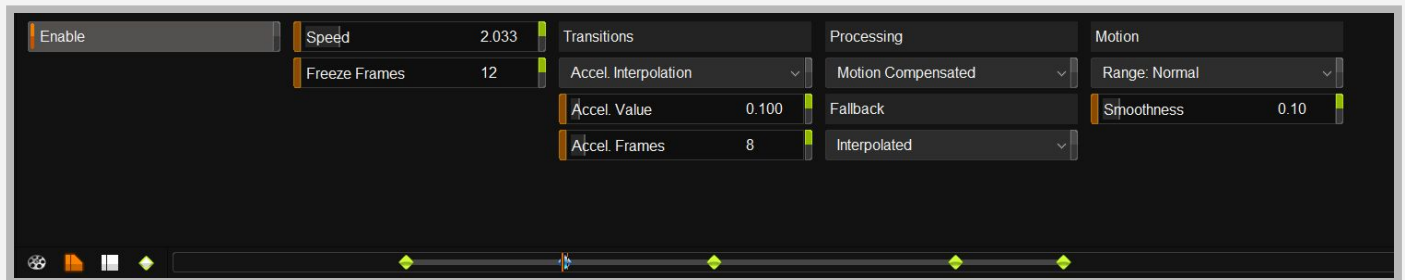 Enable
Speed 2.033
Freeze Frames 12
Transitions
Accel. Interpolation
Accel. Value 0.100
Accel. Frames 8
Processing
Motion Compensated
Fallback
Interpolated
Motion
Range: Normal
Smoothness 0.10